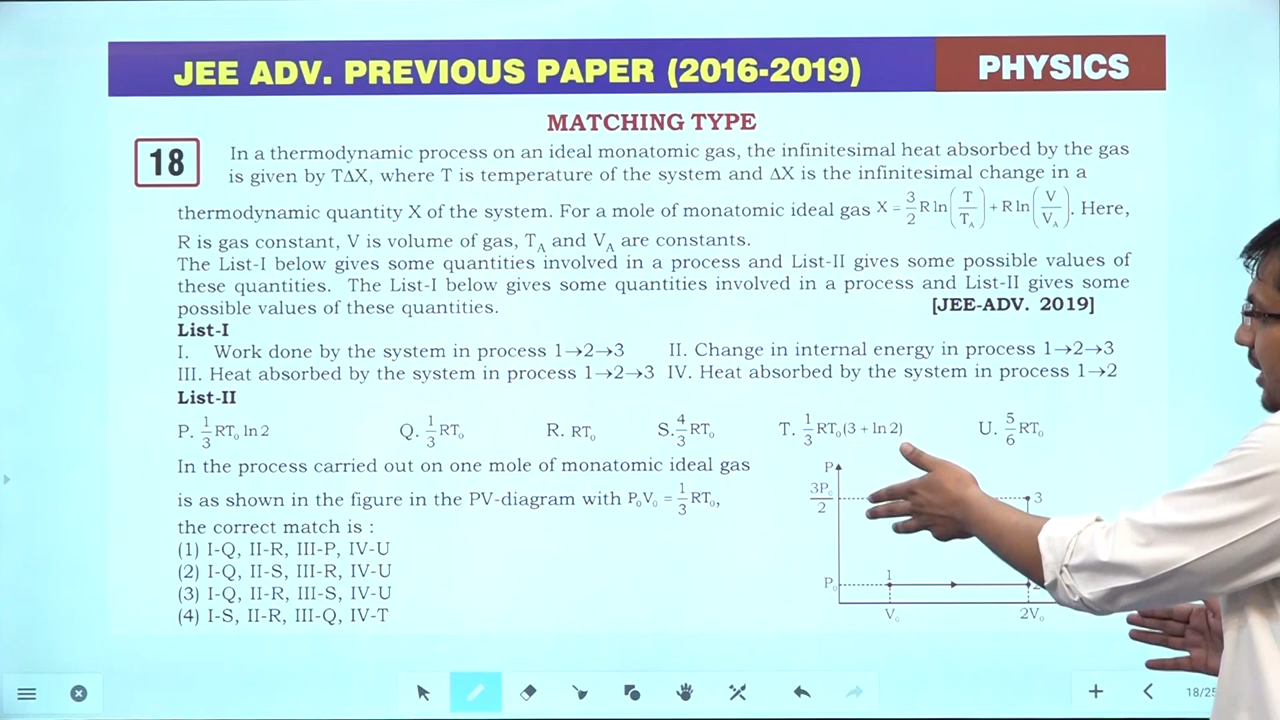 JEE ADV. PREVIOUS PAPER (2016-2019) PHYSICS
MATCHING TYPE
18 In a thermodynamic process on an ideal monatomic gas, the infinitesimal heat absorbed by the gas
is given by TΔX, where T is temperature of the system and ΔX is the infinitesimal change in a
thermodynamic quantity X of the system. For a mole of monatomic ideal gas X = 3/2 R ln(T/T_A) + R ln(V/V_A). Here,
R is gas constant, V is volume of gas, T_A and V_A are constants.
The List-I below gives some quantities involved in a process and List-II gives some possible values of
these quantities. The List-I below gives some quantities involved in a process and List-II gives some
possible values of these quantities. [JEE-ADV. 2019]
List-I
I. Work done by the system in process 1→2→3 II. Change in internal energy in process 1→2→3
III. Heat absorbed by the system in process 1→2→3 IV. Heat absorbed by the system in process 1→2
List-II
P. 1/3 RT₀ ln 2 Q. 1/3 RT₀ R. RT₀ S. 4/3 RT₀ T. 1/3 RT₀(3 + ln 2) U. 5/6 RT₀
In the process carried out on one mole of monatomic ideal gas
is as shown in the figure in the PV-diagram with P₀V₀ = 1/3 RT₀,
the correct match is :
(1) I-Q, II-R, III-P, IV-U
(2) I-Q, II-S, III-R, IV-U
(3) I-Q, II-R, III-S, IV-U
(4) I-S, II-R, III-Q, IV-T
P
3P₀/2 3
P₀ 1
V₀ 2V₀
18/25